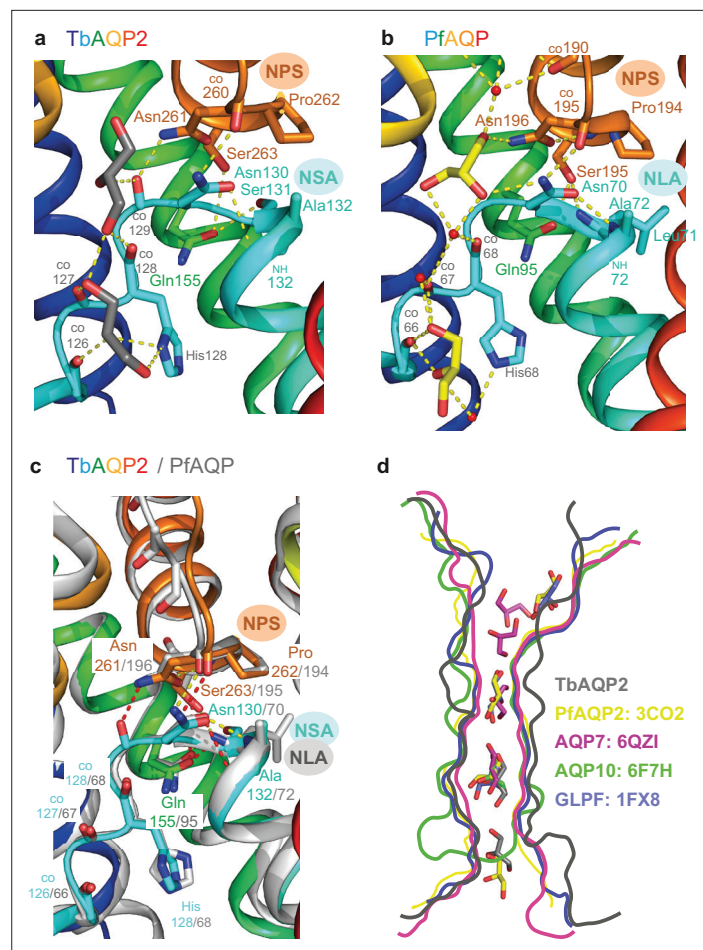 a TbAQP2
NPS
co
260
Pro262
Asn261
Ser263
Asn130
NSA
Ser131
Ala132
co
129
co
128
co
127
Gln155
NH
132
co
126
His128
b PfAQP
co190
NPS
co
195
Pro194
Asn196
Ser195
NLA
Asn70
Ala72
Leu71
co
68
co
67
Gln95
NH
72
co
66
His68
c TbAQP2 / PfAQP
NPS
Asn
261/196
Pro
262/194
Ser263/195
Asn130/70
NSA
NLA
co
128/68
Ala
132/72
co
127/67
Gln
155/95
co
126/66
His
128/68
d
TbAQP2
PfAQP2: 3CO2
AQP7: 6QZI
AQP10: 6F7H
GLPF: 1FX8